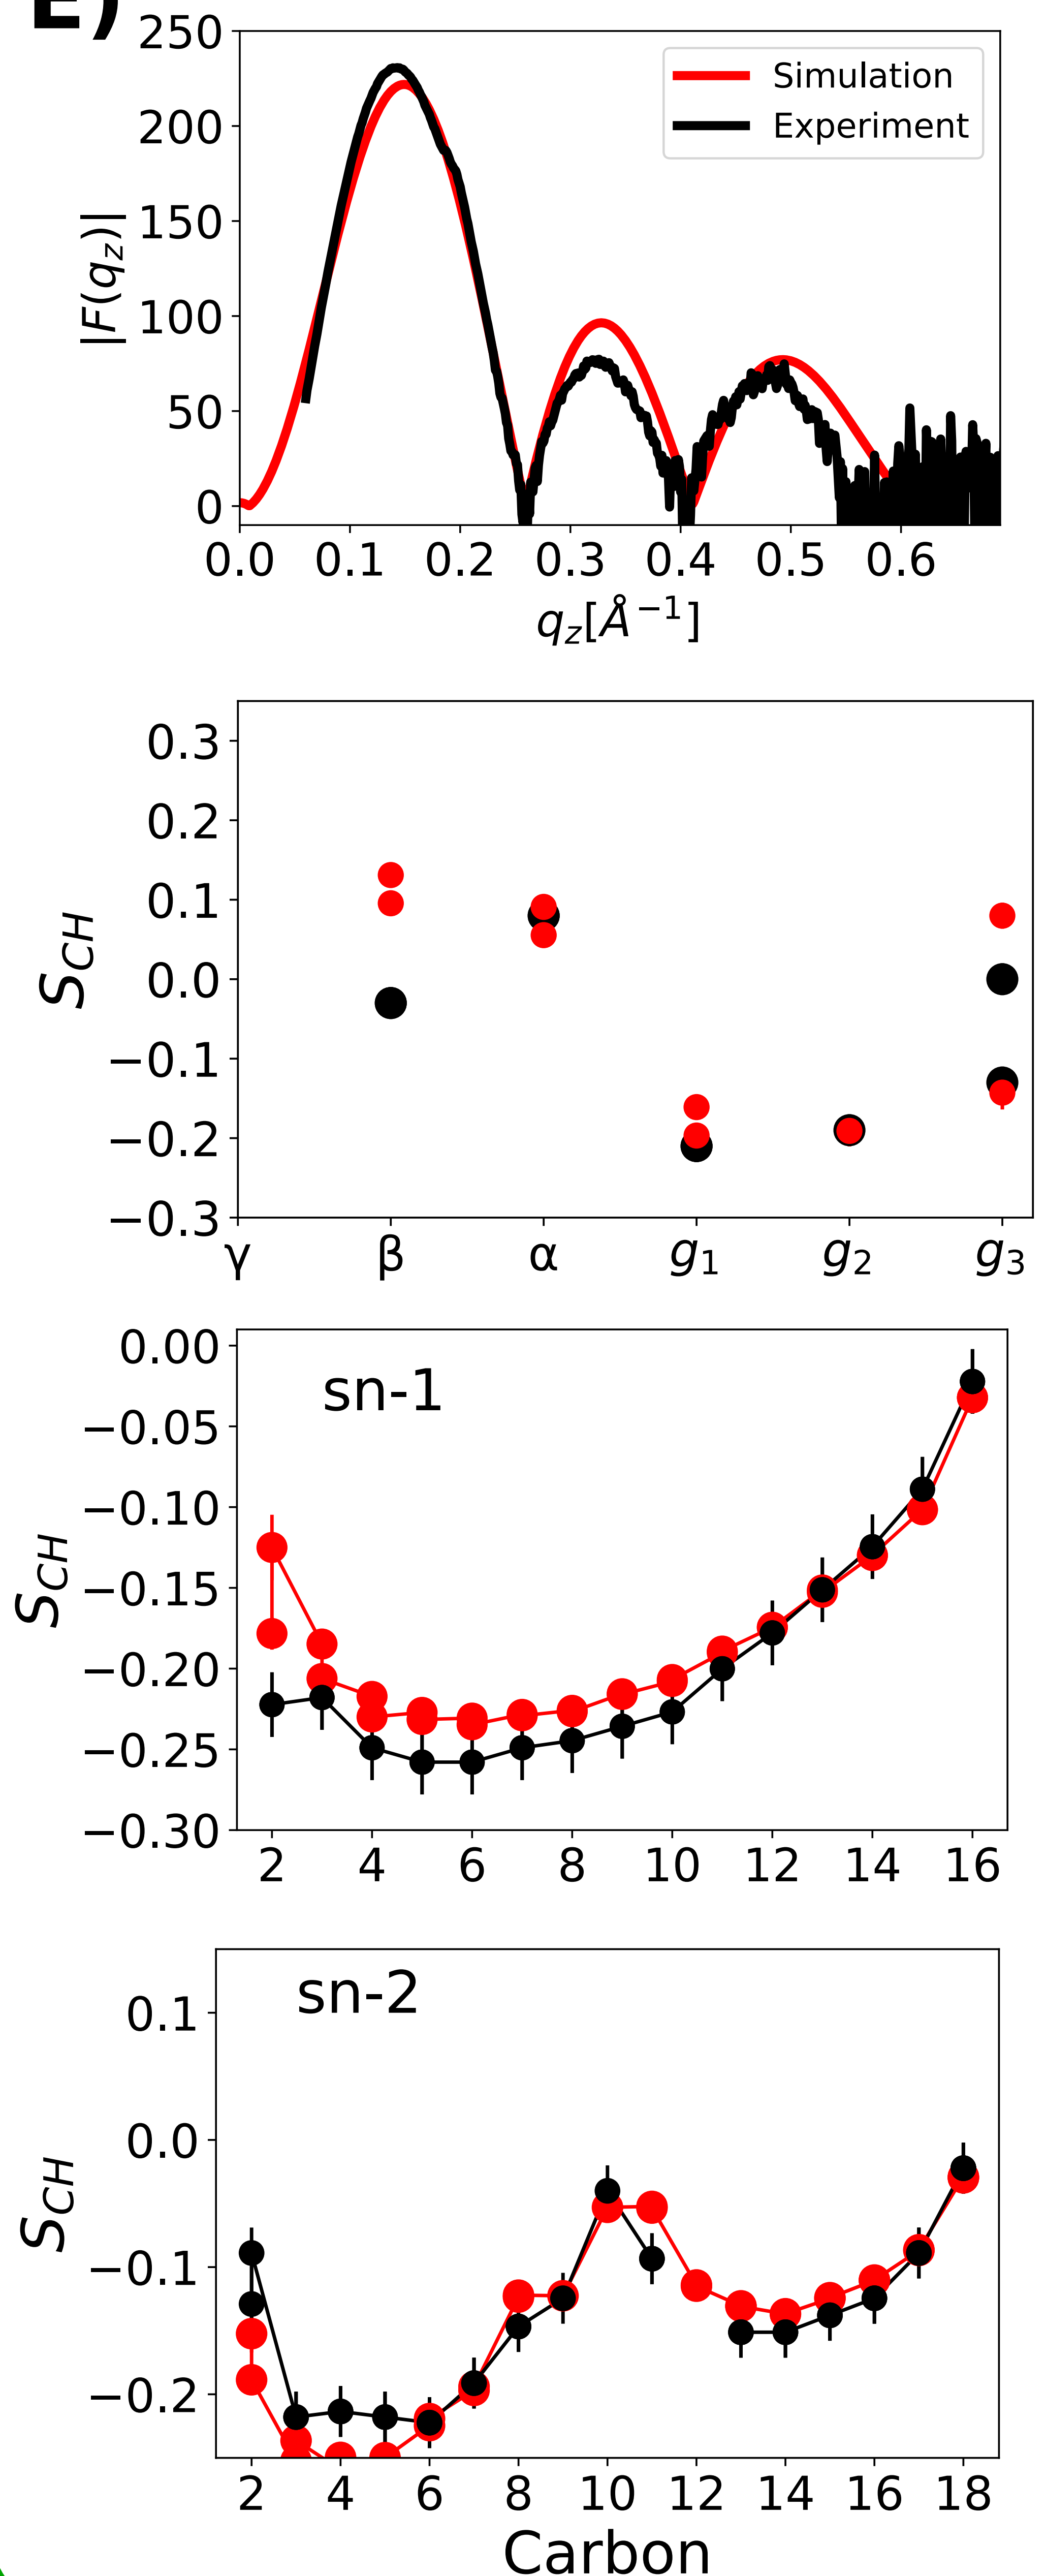 E)
250
200
150
100
50
0
|F(q_z)|
Simulation
Experiment
0.0 0.1 0.2 0.3 0.4 0.5 0.6
q_z[Å⁻¹]
0.3
0.2
0.1
0.0
−0.1
−0.2
−0.3
S_CH
γ β α g₁ g₂ g₃
sn-1
0.00
−0.05
−0.10
−0.15
−0.20
−0.25
−0.30
S_CH
2 4 6 8 10 12 14 16
sn-2
0.1
0.0
−0.1
−0.2
S_CH
2 4 6 8 10 12 14 16 18
Carbon